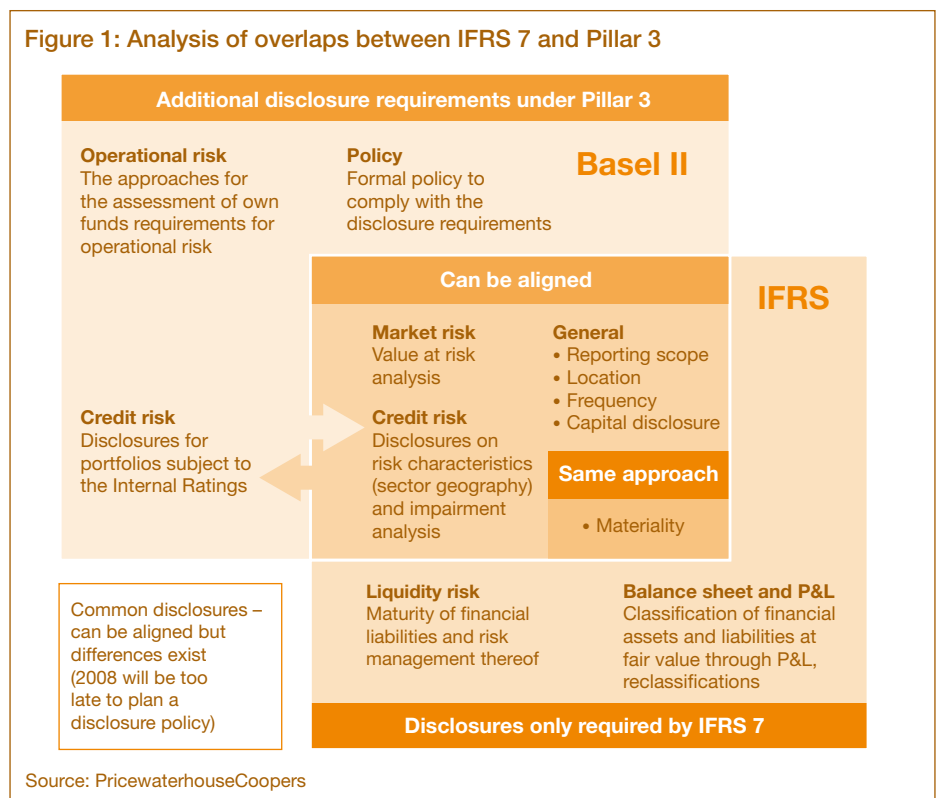 Figure 1: Analysis of overlaps between IFRS 7 and Pillar 3
Additional disclosure requirements under Pillar 3
Operational risk
The approaches for
the assessment of own
funds requirements for
operational risk
Policy
Formal policy to
comply with the
disclosure requirements
Basel II
Can be aligned
IFRS
Market risk
Value at risk
analysis
General
• Reporting scope
• Location
• Frequency
• Capital disclosure
Credit risk
Disclosures for
portfolios subject to
the Internal Ratings
Credit risk
Disclosures on
risk characteristics
(sector geography)
and impairment
analysis
Same approach
• Materiality
Common disclosures –
can be aligned but
differences exist
(2008 will be too
late to plan a
disclosure policy)
Liquidity risk
Maturity of financial
liabilities and risk
management thereof
Balance sheet and P&L
Classification of financial
assets and liabilities at
fair value through P&L,
reclassifications
Disclosures only required by IFRS 7
Source: PricewaterhouseCoopers